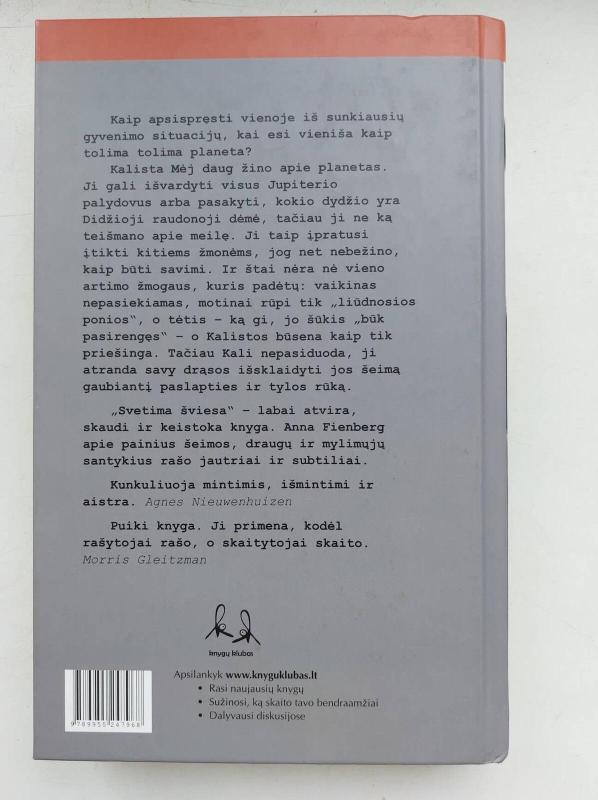 Kaip apsispręsti vienoje iš sunkiausių
gyvenimo situacijų, kai esi vieniša kaip
tolima tolima planeta?
Kalista Mėj daug žino apie planetas.
Ji gali išvardyti visus Jupiterio
palydovus arba pasakyti, kokio dydžio yra
Didžioji raudonoji dėmė, tačiau ji ne ką
teišmano apie meilę. Ji taip įpratusi
įtikti kitiems žmonėms, jog net nebežino,
kaip būti savimi. Ir štai nėra nė vieno
artimo žmogaus, kuris padėtų: vaikinas
nepasiekiamas, motinai rūpi tik „liūdnosios
ponios“, o tėtis – ką gi, jo šūkis „būk
pasirengęs“ – o Kalistos būsena kaip tik
priešinga. Tačiau Kali nepasiduoda, ji
atranda savy drąsos išsklaidyti jos šeimą
gaubiantį paslapties ir tylos rūką.
„Svetima šviesa“ – labai atvira,
skaudi ir keistoka knyga. Anna Fienberg
apie painius šeimos, draugų ir mylimųjų
santykius rašo jautriai ir subtiliai.
Kunkuliuoja mintimis, išmintimi ir
aistra. Agnes Nieuwenhuizen
Puiki knyga. Ji primena, kodėl
rašytojai rašo, o skaitytojai skaito.
Morris Gleitzman
knygų klubas
Apsilankyk www.knyguklubas.lt
• Rasi naujausių knygų
• Sužinosi, ką skaito tavo bendraamžiai
• Dalyvausi diskusijose
9 789955 247968